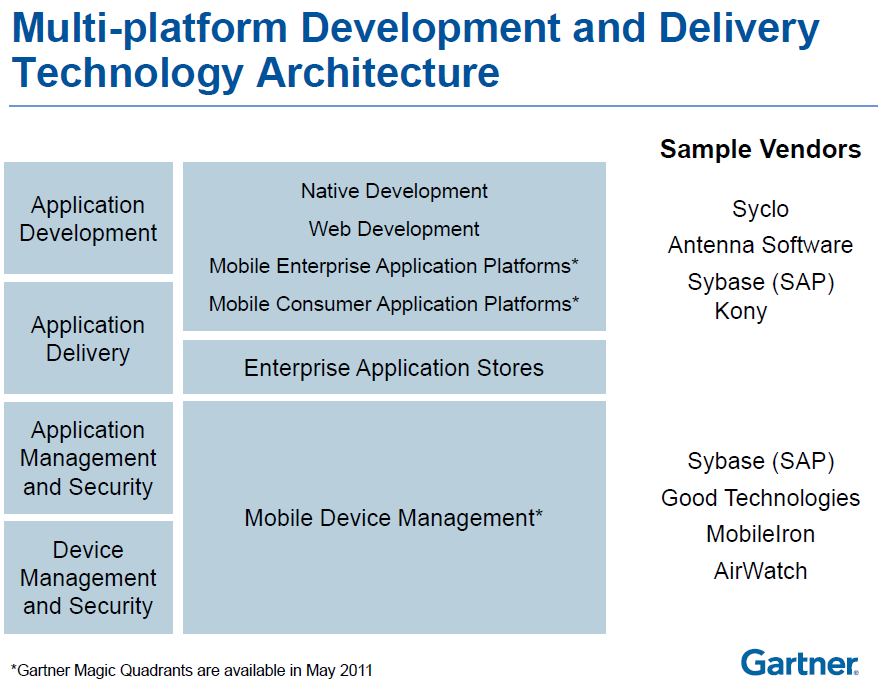 Multi-platform Development and Delivery
Technology Architecture
Sample Vendors
Application
Development
Application
Delivery
Application
Management
and Security
Device
Management
and Security
Native Development
Web Development
Mobile Enterprise Application Platforms*
Mobile Consumer Application Platforms*
Enterprise Application Stores
Mobile Device Management*
Syclo
Antenna Software
Sybase (SAP)
Kony
Sybase (SAP)
Good Technologies
MobileIron
AirWatch
*Gartner Magic Quadrants are available in May 2011
Gartner®